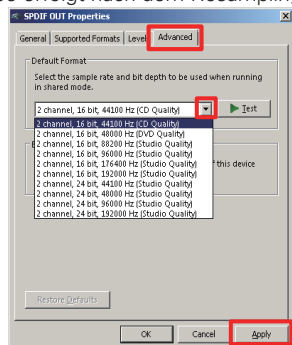 erfolgt nach dem Resampling
SPDIF OUT Properties
General Supported Formats Levels Advanced
Default Format
Select the sample rate and bit depth to be used when running
in shared mode.
2 channel, 16 bit, 44100 Hz (CD Quality)
Test
2 channel, 16 bit, 44100 Hz (CD Quality)
2 channel, 16 bit, 48000 Hz (DVD Quality)
2 channel, 16 bit, 88200 Hz (Studio Quality)
2 channel, 16 bit, 96000 Hz (Studio Quality)
2 channel, 16 bit, 176400 Hz (Studio Quality)
2 channel, 16 bit, 192000 Hz (Studio Quality)
2 channel, 24 bit, 44100 Hz (Studio Quality)
2 channel, 24 bit, 48000 Hz (Studio Quality)
2 channel, 24 bit, 96000 Hz (Studio Quality)
2 channel, 24 bit, 192000 Hz (Studio Quality)
this device
Restore Defaults
OK Cancel Apply